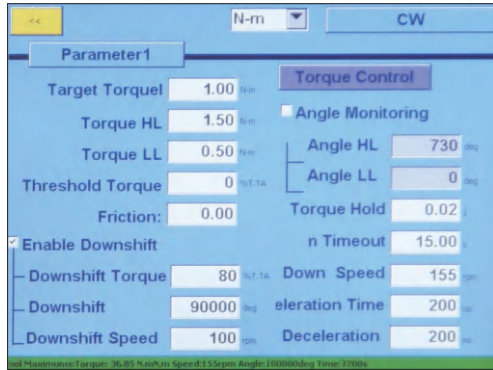 << N-m CW
Parameter1
Torque Control
Target Torquel 1.00 N-m
Angle Monitoring
Torque HL 1.50 N-m
Angle HL 730 deg
Torque LL 0.50 N-m
Angle LL 0 deg
Threshold Torque 0 %T.TA
Torque Hold 0.02 s
Friction: 0.00
n Timeout 15.00 s
Enable Downshift
Downshift Torque 80 %T.TA
Down Speed 155 rpm
Downshift 90000 deg
eleration Time 200 ms
Downshift Speed 100 rpm
Deceleration 200 ms
ool Maximums:Torque: 36.85 N.mN.m Speed:155rpm Angle:100000deg Time:7200s